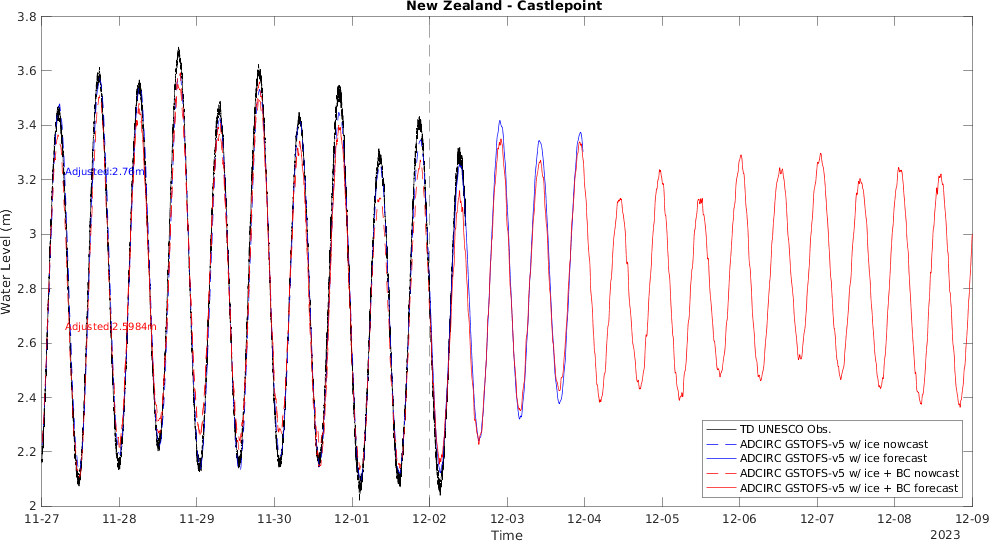 New Zealand - Castlepoint
3.8
3.6
3.4
3.2
3
2.8
2.6
2.4
2.2
2
Water Level (m)
Adjusted:2.76m
Adjusted:2.5984m
TD UNESCO Obs.
ADCIRC GSTOFS-v5 w/ ice nowcast
ADCIRC GSTOFS-v5 w/ ice forecast
ADCIRC GSTOFS-v5 w/ ice + BC nowcast
ADCIRC GSTOFS-v5 w/ ice + BC forecast
11-27 11-28 11-29 11-30 12-01 12-02 12-03 12-04 12-05 12-06 12-07 12-08 12-09
Time
2023